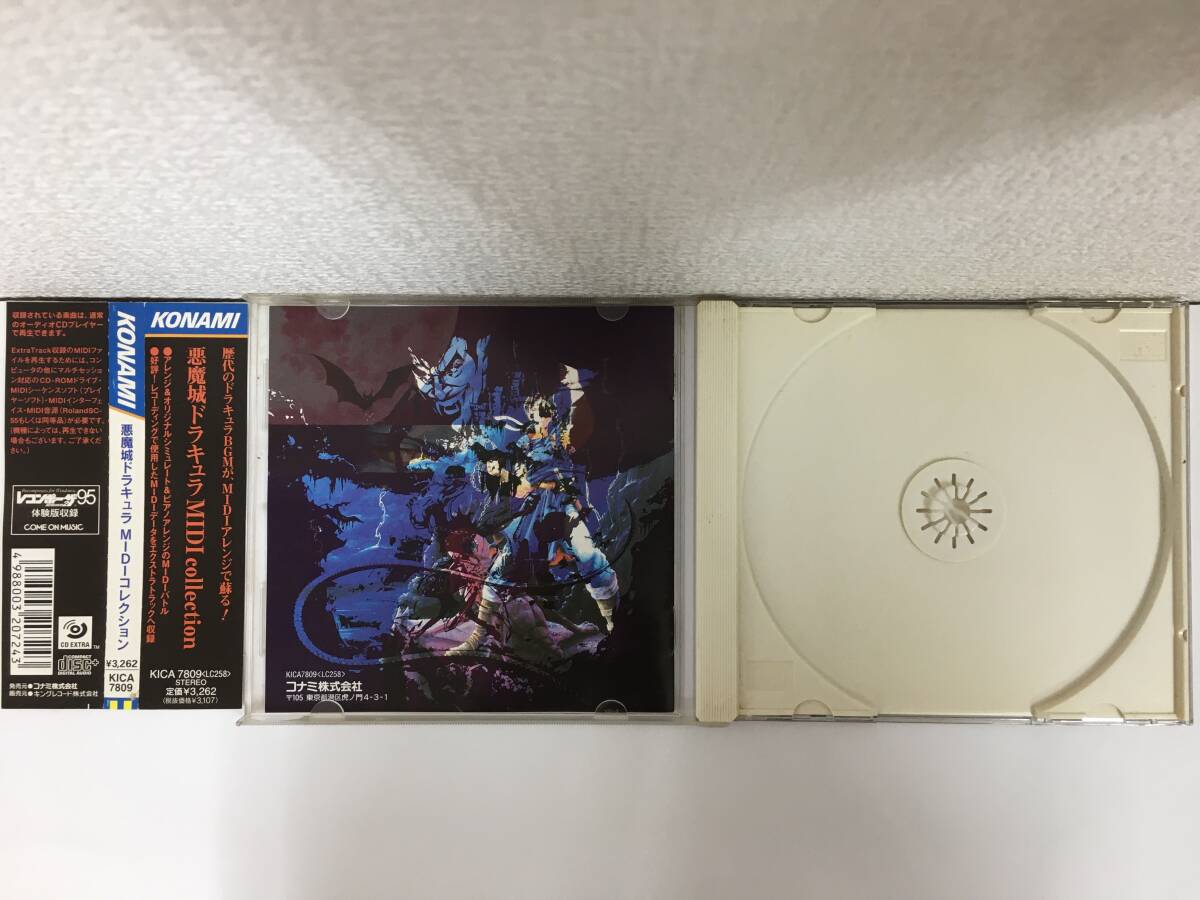 収録されている楽曲は、通常
のオーディオCDプレイヤー
で再生できます。
ExtraTrack収録のMIDIファ
イルを再生するためには、コン
ピュータの他にマルチセッショ
ン対応のCD-ROMドライブ・
MIDIシーケンスソフト(プレイ
ヤーソフト)・MIDIインターフェ
イス・MIDI音源(RolandSC-
55もしくは同等品)が必要です。
(機種によっては、再生できない
場合もございます。ご了承くだ
さい。)
Recomposer for Windows
レコンポーザ95
体験版収録
COME ON MUSIC
4988003207243
CD EXTRA™
COMPACT
disc+
DIGITAL AUDIO
発売元●コナミ株式会社
販売元●キングレコード株式会社
KONAMI
悪魔城ドラキュラ MIDIコレクション
¥3,262
KICA
7809
KONAMI
歴代のドラキュラBGMが、MIDIアレンジで蘇る!
悪魔城ドラキュラ MIDI collection
●アレンジ&オリジナルシミュレート&ピアノアレンジのMIDIバトル
●好評!レコーディングで使用したMIDIデータをエクストラトラックへ収録
KICA 7809<LC258>
STEREO
定価¥3,262
(税抜価格¥3,107)
KICA7809<LC258>
コナミ株式会社
〒105 東京都港区虎ノ門4-3-1